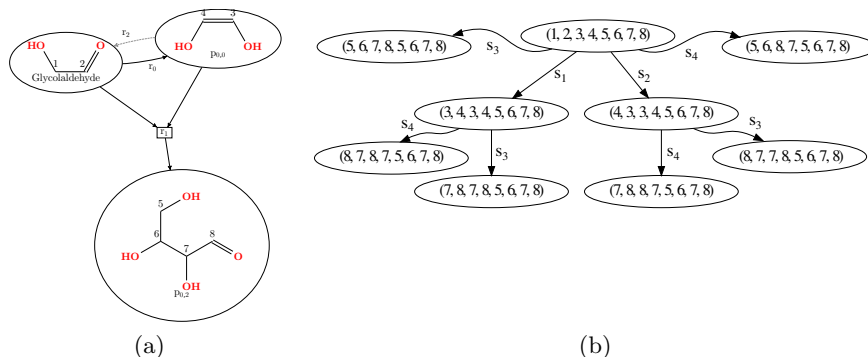 4 3
r₂
HO O HO OH
1 2 r₀ p₀,₀
Glycolaldehyde
r₁
5 OH
6 8
HO 7 O
OH
p₀,₂
(a)
(1, 2, 3, 4, 5, 6, 7, 8)
(5, 6, 7, 8, 5, 6, 7, 8) s₃ s₄ (5, 6, 8, 7, 5, 6, 7, 8)
s₁ s₂
(3, 4, 3, 4, 5, 6, 7, 8) (4, 3, 3, 4, 5, 6, 7, 8)
s₄ s₃ s₄ s₃
(8, 7, 8, 7, 5, 6, 7, 8) (8, 7, 7, 8, 5, 6, 7, 8)
(7, 8, 7, 8, 5, 6, 7, 8) (7, 8, 8, 7, 5, 6, 7, 8)
(b)